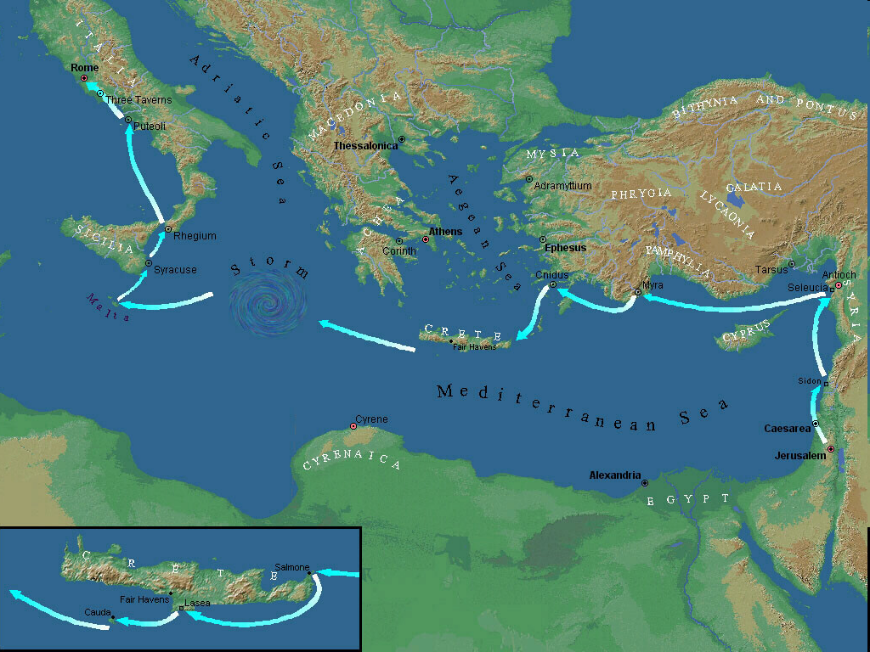 ITALIA
Rome
Three Taverns
Puteoli
Adriatic Sea
MACEDONIA
Thessalonica
BITHYNIA AND PONTUS
MYSIA
Adramyttium
PHRYGIA
GALATIA
LYCAONIA
Aegean Sea
ACHEA
Athens
Corinth
Ephesus
PAMPHYLIA
Tarsus
Antioch
Seleucia
SYRIA
Rhegium
SICILIA
Syracuse
Malta
Storm
Cnidus
Myra
CYPRUS
CRETE
Fair Havens
Sidon
Mediterranean Sea
Caesarea
Jerusalem
Cyrene
CYRENAICA
Alexandria
EGYPT
CRETE
Salmone
Fair Havens
Lasea
Cauda